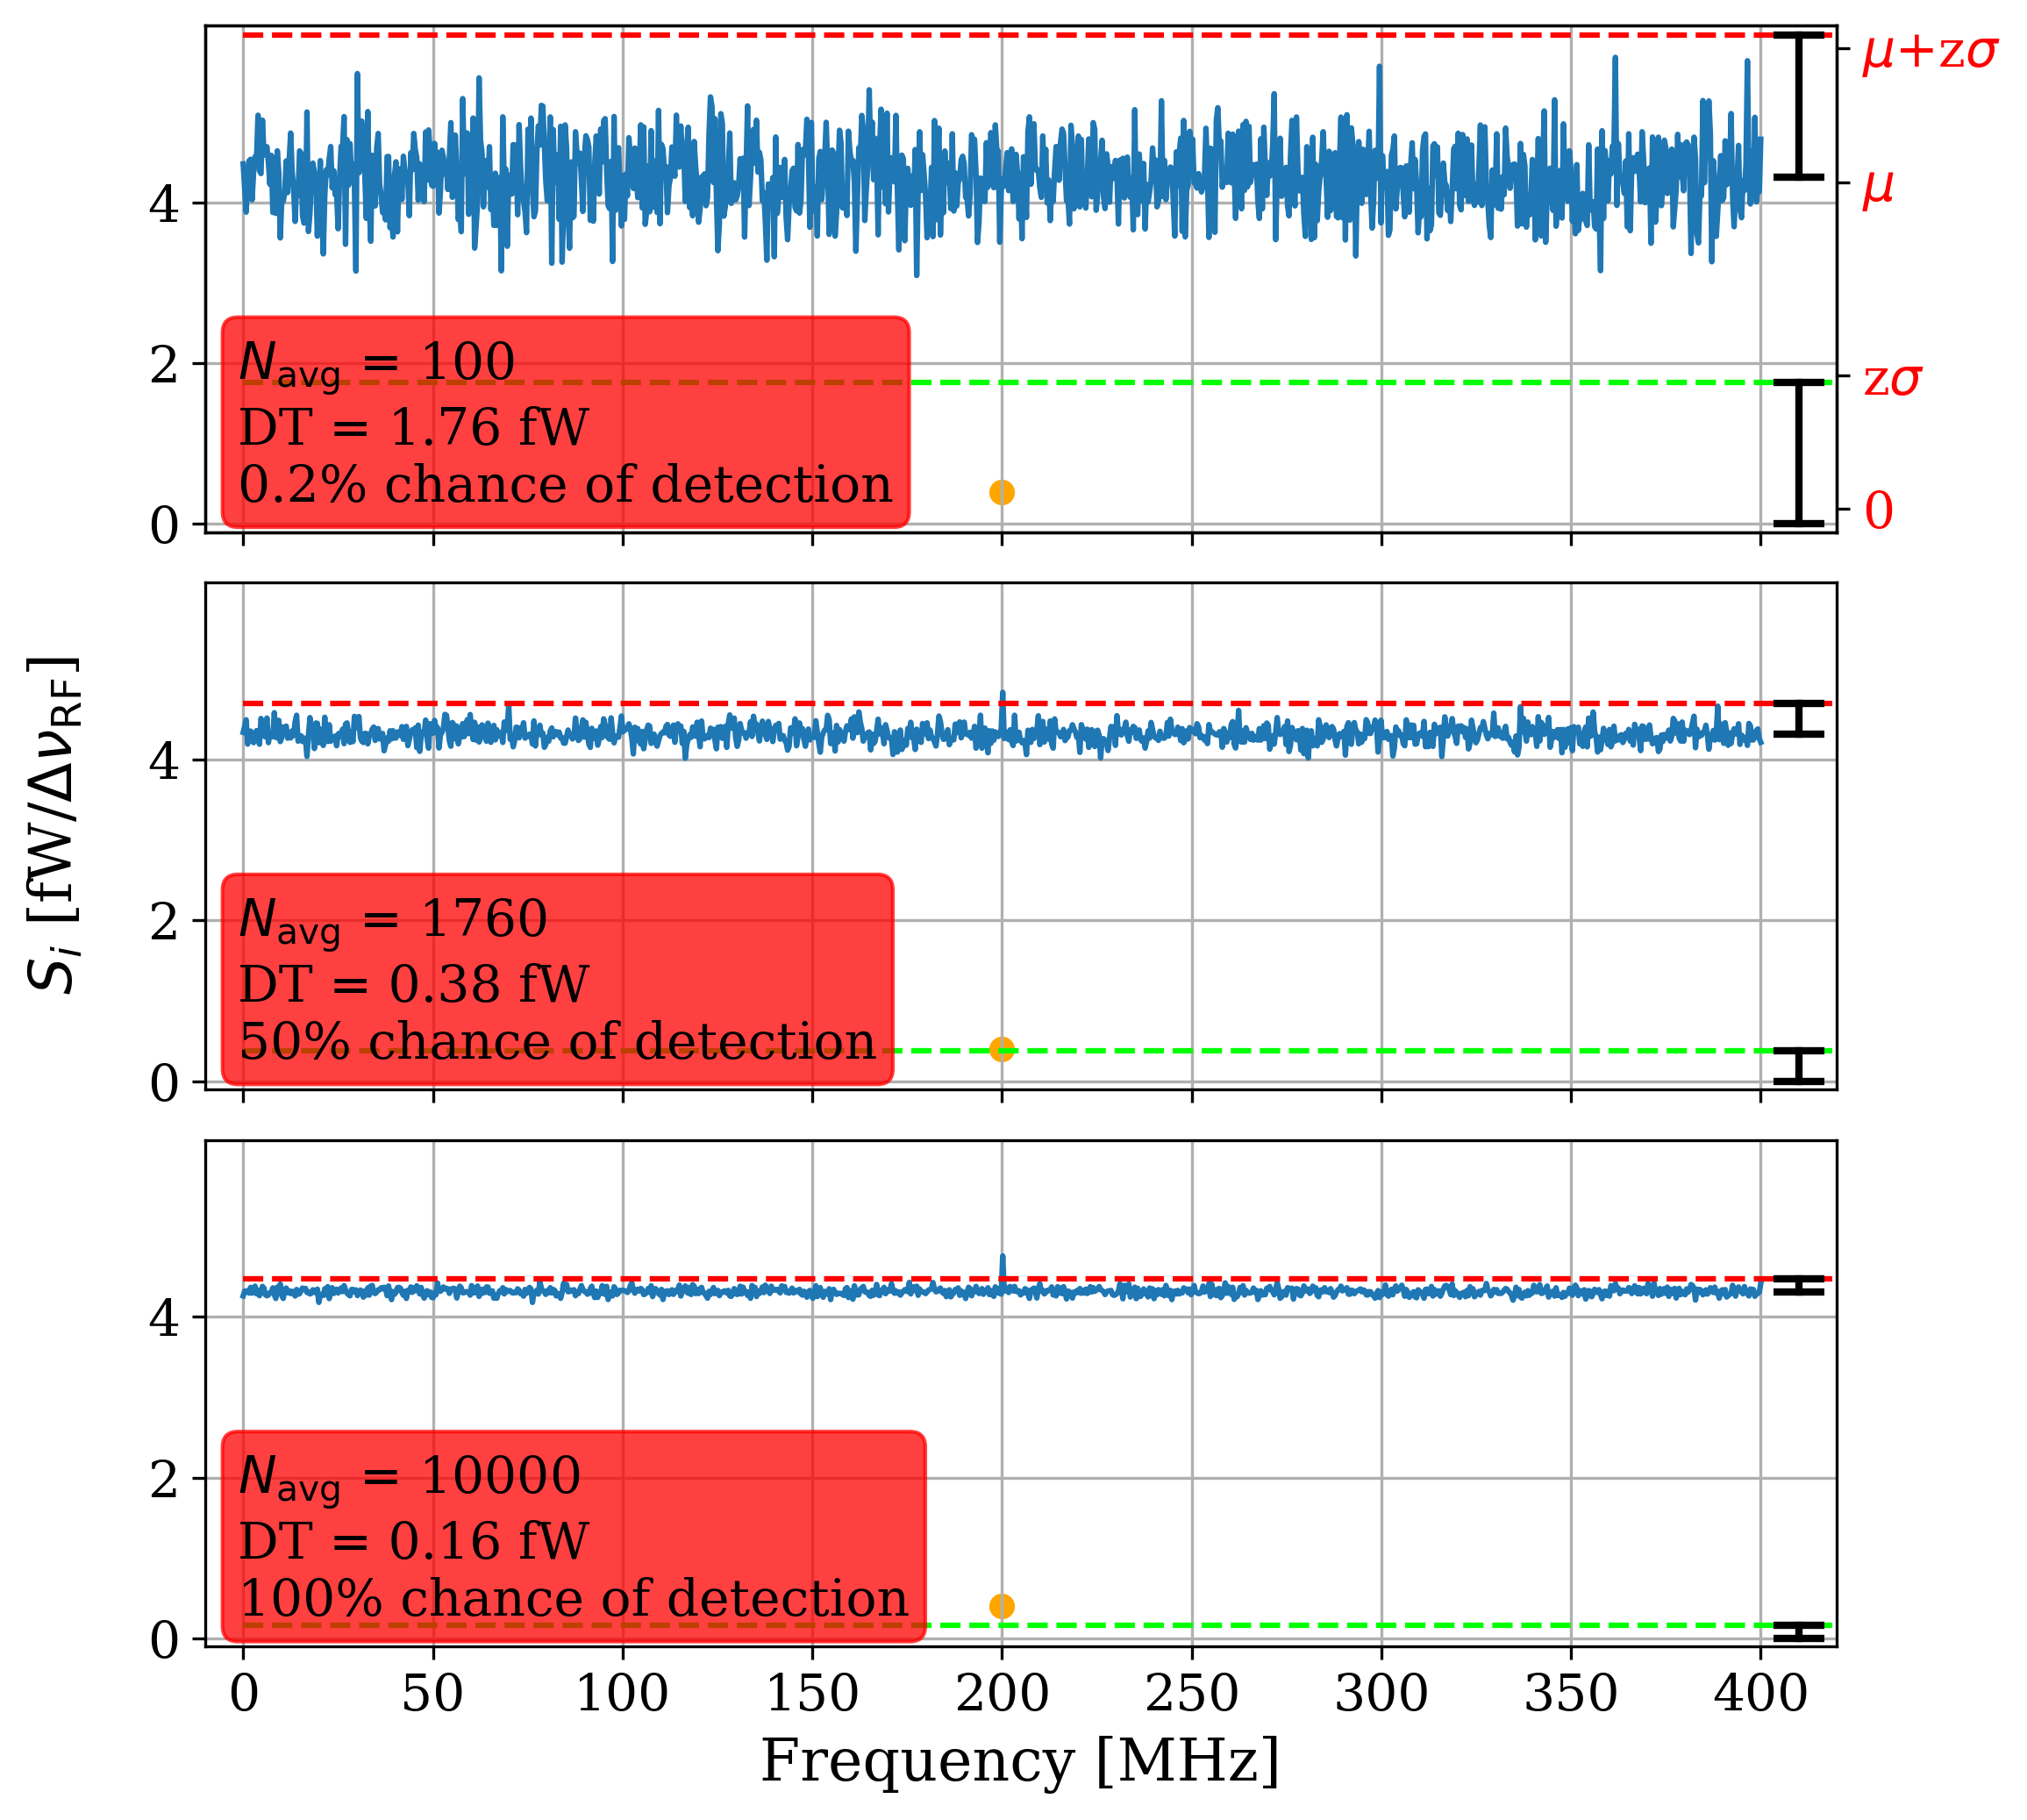 μ+zσ
4
μ
2
zσ
0
0
N_avg = 100
DT = 1.76 fW
0.2% chance of detection
S_i [fW/Δν_RF]
4
2
0
N_avg = 1760
DT = 0.38 fW
50% chance of detection
4
2
0
N_avg = 10000
DT = 0.16 fW
100% chance of detection
0 50 100 150 200 250 300 350 400
Frequency [MHz]